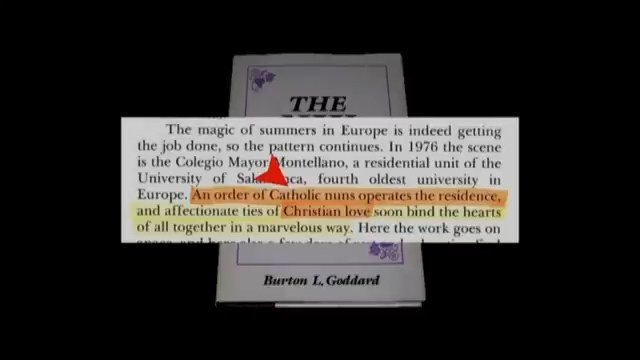 THE
The magic of summers in Europe is indeed getting
the job done, so the pattern continues. In 1976 the scene
is the Colegio Mayor Montellano, a residential unit of the
University of Salamanca, fourth oldest university in
Europe. An order of Catholic nuns operates the residence,
and affectionate ties of Christian love soon bind the hearts
of all together in a marvelous way. Here the work goes on
Burton L. Goddard